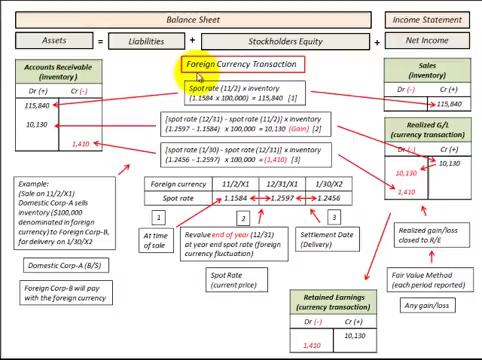 Balance Sheet
Income Statement
Assets
=
Liabilities
+
Stockholders Equity
+
Net Income
Accounts Receivable
(inventory)
Dr (+) Cr (-)
115,840
10,130
1,410
Foreign Currency Transaction
Spot rate (11/2) x inventory
(1.1584 x 100,000) = 115,840 [1]
[spot rate (12/31) - spot rate (11/2)] x inventory
(1.2597 - 1.1584) x 100,000 = 10,130 (Gain) [2]
[spot rate (1/30) - spot rate (12/31)] x inventory
(1.2456 - 1.2597) x 100,000 = (1,410) [3]
Sales
(inventory)
Dr (-) Cr (+)
115,840
Realized G/L
(currency transaction)
Dr (-) Cr (+)
10,130
10,130
1,410
Example:
(Sale on 11/2/X1)
Domestic Corp-A sells
inventory ($100,000
denominated in foreign
currency) to Foreign Corp-B,
for delivery on 1/30/X2
Domestic Corp-A (B/S)
Foreign Corp-B will pay
with the foreign currency
Foreign currency 11/2/X1 12/31/X1 1/30/X2
Spot rate 1.1584 1.2597 1.2456
1
2
3
At time
of sale
Revalue end of year (12/31)
at year end spot rate (foreign
currency fluctuation)
Settlement Date
(Delivery)
Spot Rate
(current price)
Realized gain/loss
closed to R/E
Fair Value Method
(each period reported)
Any gain/loss:
Retained Earnings
(currency transaction)
Dr (-) Cr (+)
10,130
1,410